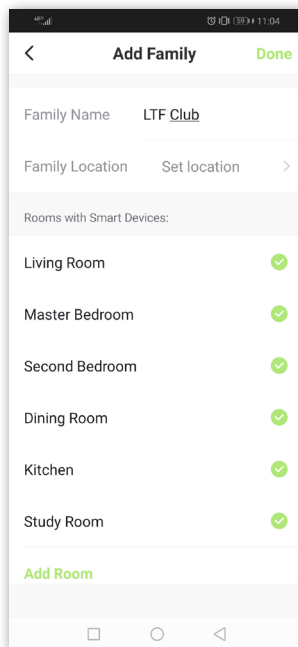 59 11:04
Add Family Done
Family Name LTF Club
Family Location Set location
Rooms with Smart Devices:
Living Room
Master Bedroom
Second Bedroom
Dining Room
Kitchen
Study Room
Add Room